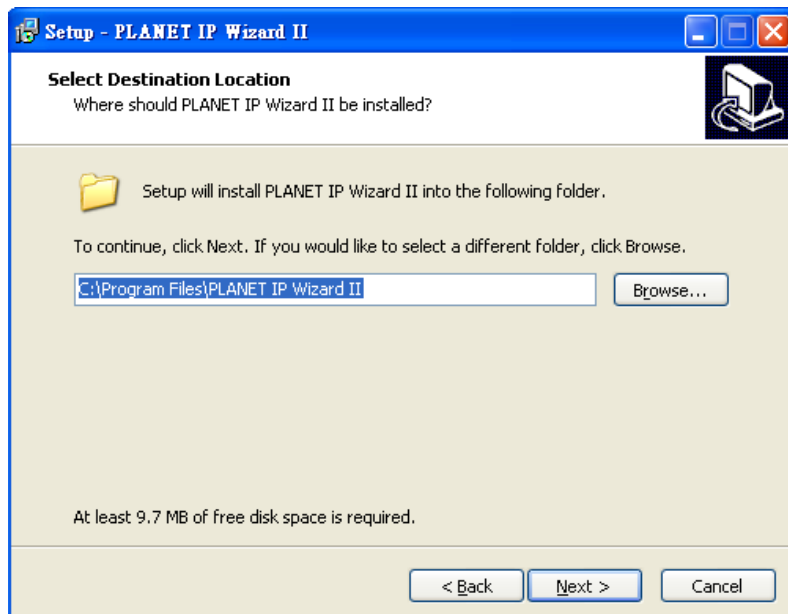 Setup - PLANET IP Wizard II
Select Destination Location
Where should PLANET IP Wizard II be installed?
Setup will install PLANET IP Wizard II into the following folder.
To continue, click Next. If you would like to select a different folder, click Browse.
C:\Program Files\PLANET IP Wizard II
Browse...
At least 9.7 MB of free disk space is required.
< Back
Next >
Cancel